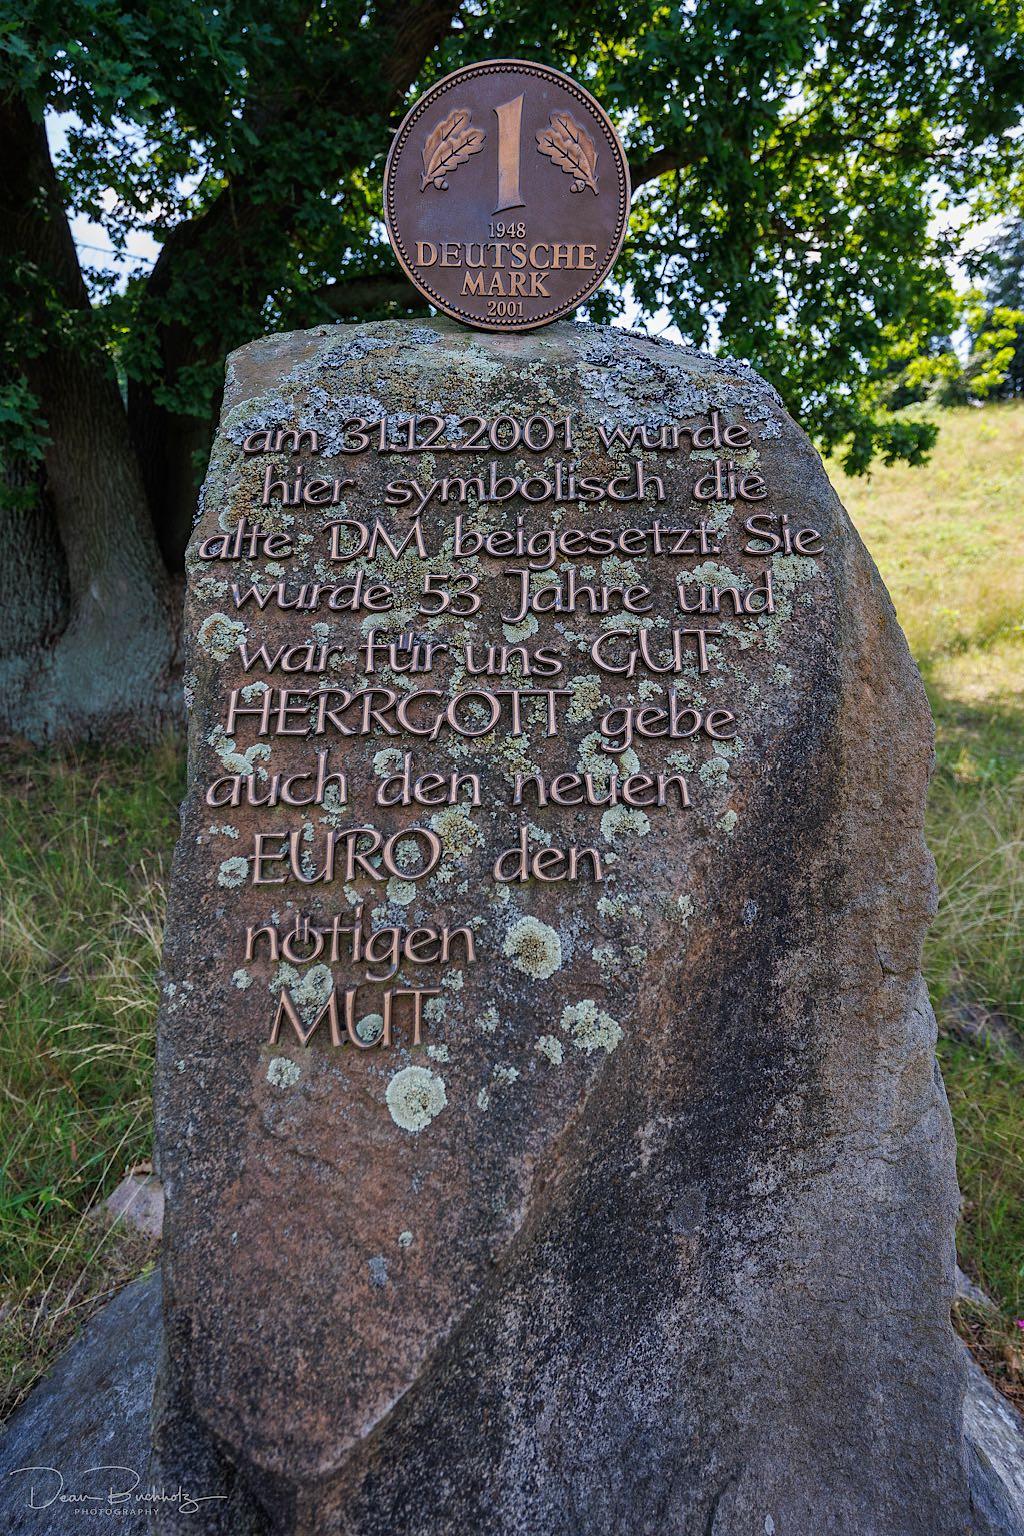 1
1948
DEUTSCHE
MARK
2001
am 31.12.2001 wurde
hier symbolisch die
alte DM beigesetzt. Sie
wurde 53 Jahre und
war für uns GUT
HERRGOTT gebe
auch den neuen
EURO den
nötigen
MUT
Dean Buchholz
PHOTOGRAPHY